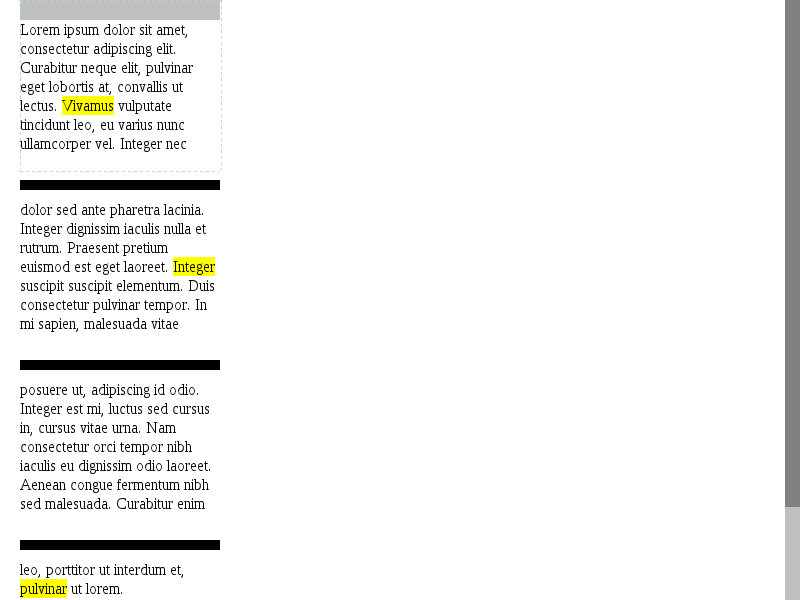 Lorem ipsum dolor sit amet,
consectetur adipiscing elit.
Curabitur neque elit, pulvinar
eget lobortis at, convallis ut
lectus. Vivamus vulputate
tincidunt leo, eu varius nunc
ullamcorper vel. Integer nec
dolor sed ante pharetra lacinia.
Integer dignissim iaculis nulla et
rutrum. Praesent pretium
euismod est eget laoreet. Integer
suscipit suscipit elementum. Duis
consectetur pulvinar tempor. In
mi sapien, malesuada vitae
posuere ut, adipiscing id odio.
Integer est mi, luctus sed cursus
in, cursus vitae urna. Nam
consectetur orci tempor nibh
iaculis eu dignissim odio laoreet.
Aenean congue fermentum nibh
sed malesuada. Curabitur enim
leo, porttitor ut interdum et,
pulvinar ut lorem.